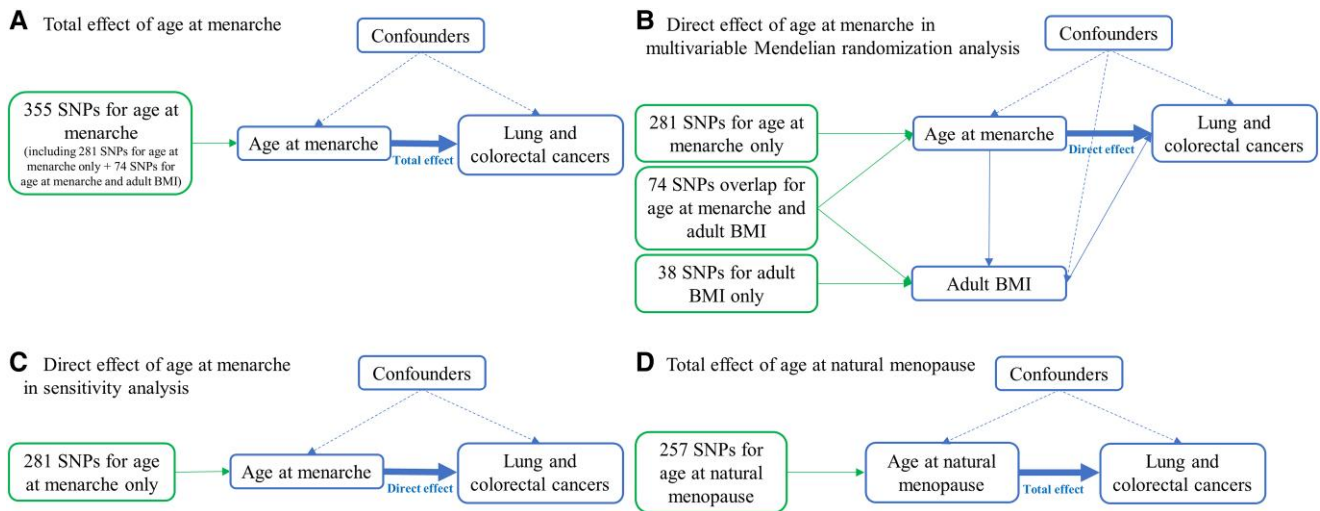 A Total effect of age at menarche
Confounders
355 SNPs for age at
menarche
(including 281 SNPs for age at
menarche only + 74 SNPs for
age at menarche and adult BMI)
Age at menarche
Total effect
Lung and
colorectal cancers
B Direct effect of age at menarche in
multivariable Mendelian randomization analysis
Confounders
281 SNPs for age at
menarche only
Age at menarche
Direct effect
Lung and
colorectal cancers
74 SNPs overlap for
age at menarche and
adult BMI
38 SNPs for adult
BMI only
Adult BMI
C Direct effect of age at menarche
in sensitivity analysis
Confounders
281 SNPs for age
at menarche only
Age at menarche
Direct effect
Lung and
colorectal cancers
D Total effect of age at natural menopause
Confounders
257 SNPs for
age at natural
menopause
Age at natural
menopause
Total effect
Lung and
colorectal cancers